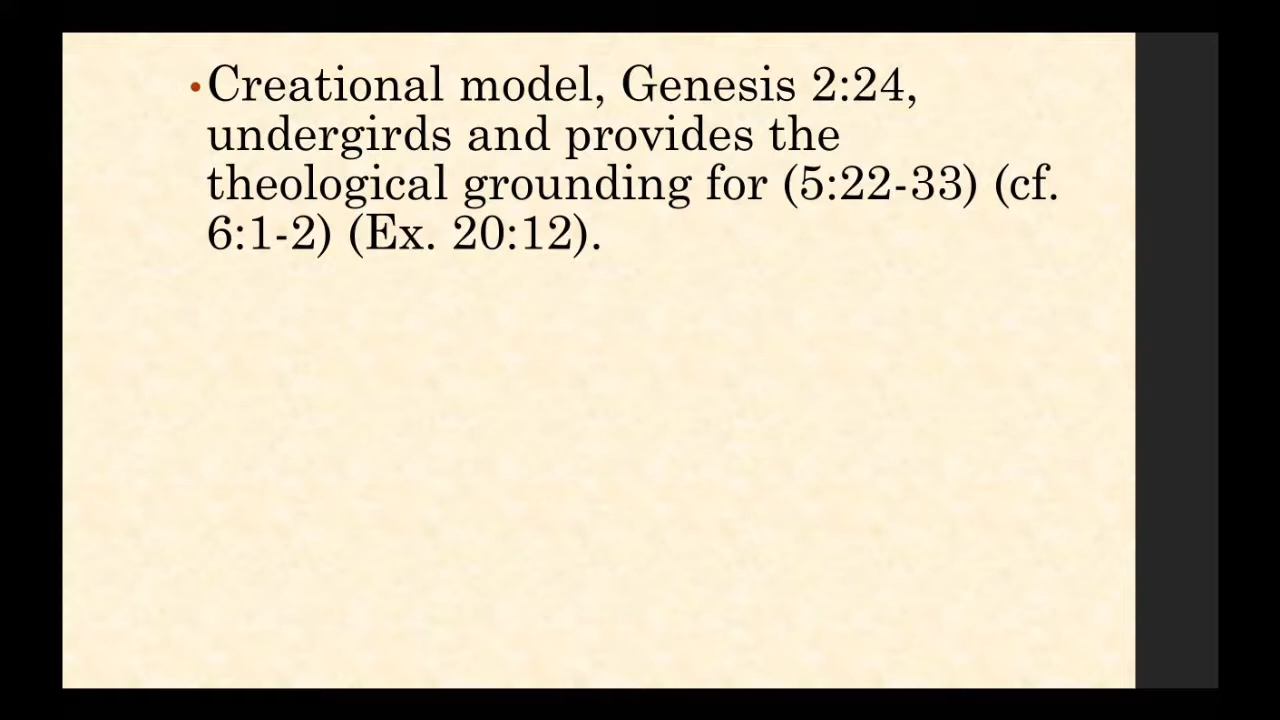 •Creational model, Genesis 2:24,
undergirds and provides the
theological grounding for (5:22-33) (cf.
6:1-2) (Ex. 20:12).